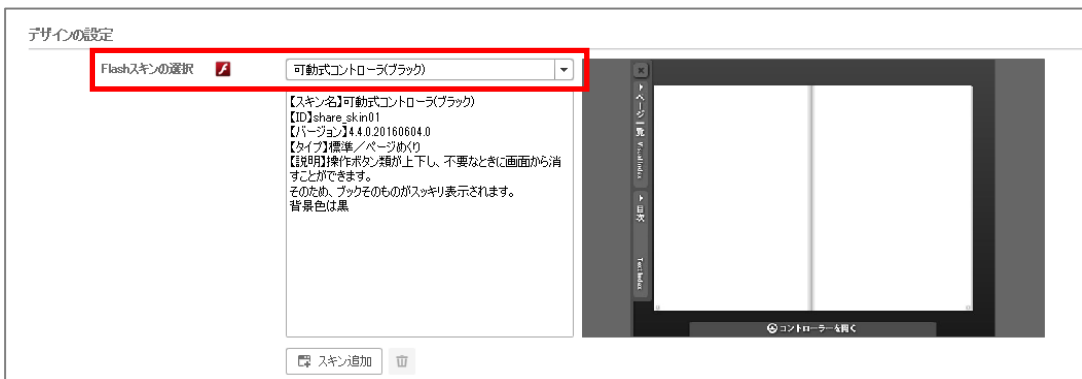 デザインの設定
Flashスキンの選択
可動式コントローラ(ブラック)
【スキン名】可動式コントローラ(ブラック)
【ID】share_skin01
【バージョン】4.4.0.20160604.0
【タイプ】標準／ページめくり
【説明】操作ボタン類が上下し、不要なときに画面から消
すことができます。
そのため、ブックそのものがスッキリ表示されます。
背景色は黒
ページ一覧 Visual Index
目次 Text Index
コントローラーを開く
スキン追加